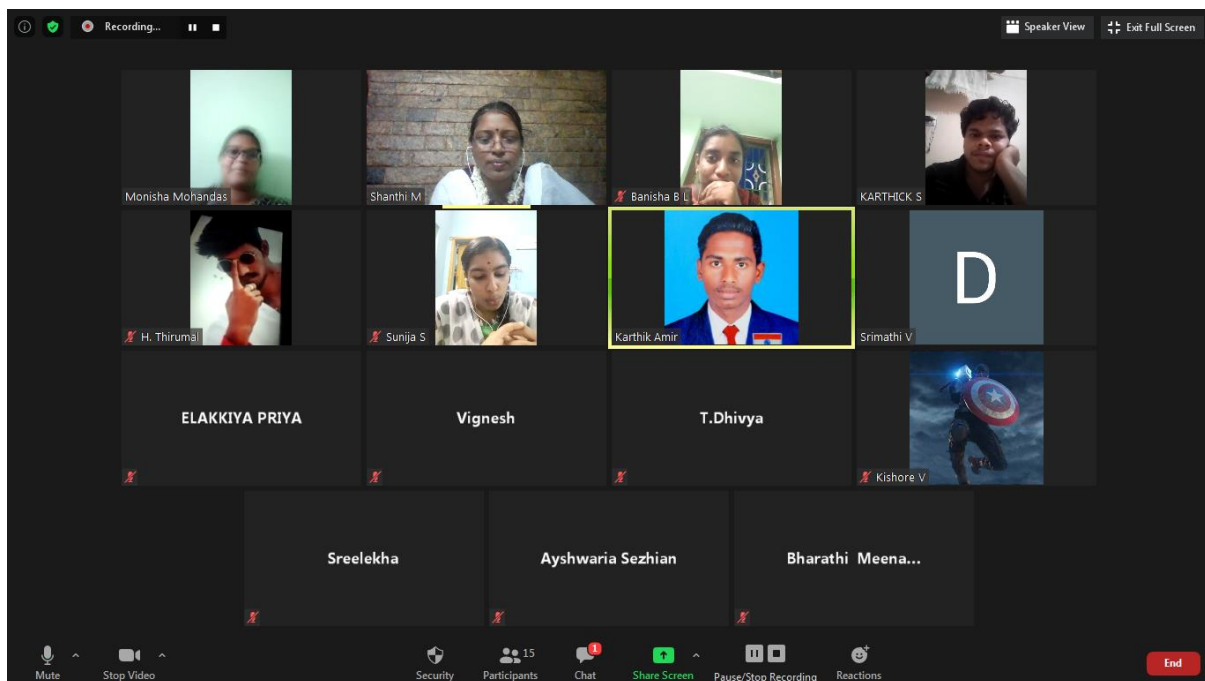 Recording...
Speaker View
Exit Full Screen
Monisha Mohandas
Shanthi M
Banisha B L
KARTHICK S
H. Thirumal
Sunija S
Karthik Amir
D
Srimathi V
ELAKKIYA PRIYA
Vignesh
T.Dhivya
Kishore V
Sreelekha
Ayshwaria Sezhian
Bharathi Meena...
Mute
Stop Video
Security
15
Participants
1
Chat
Share Screen
Pause/Stop Recording
Reactions
End